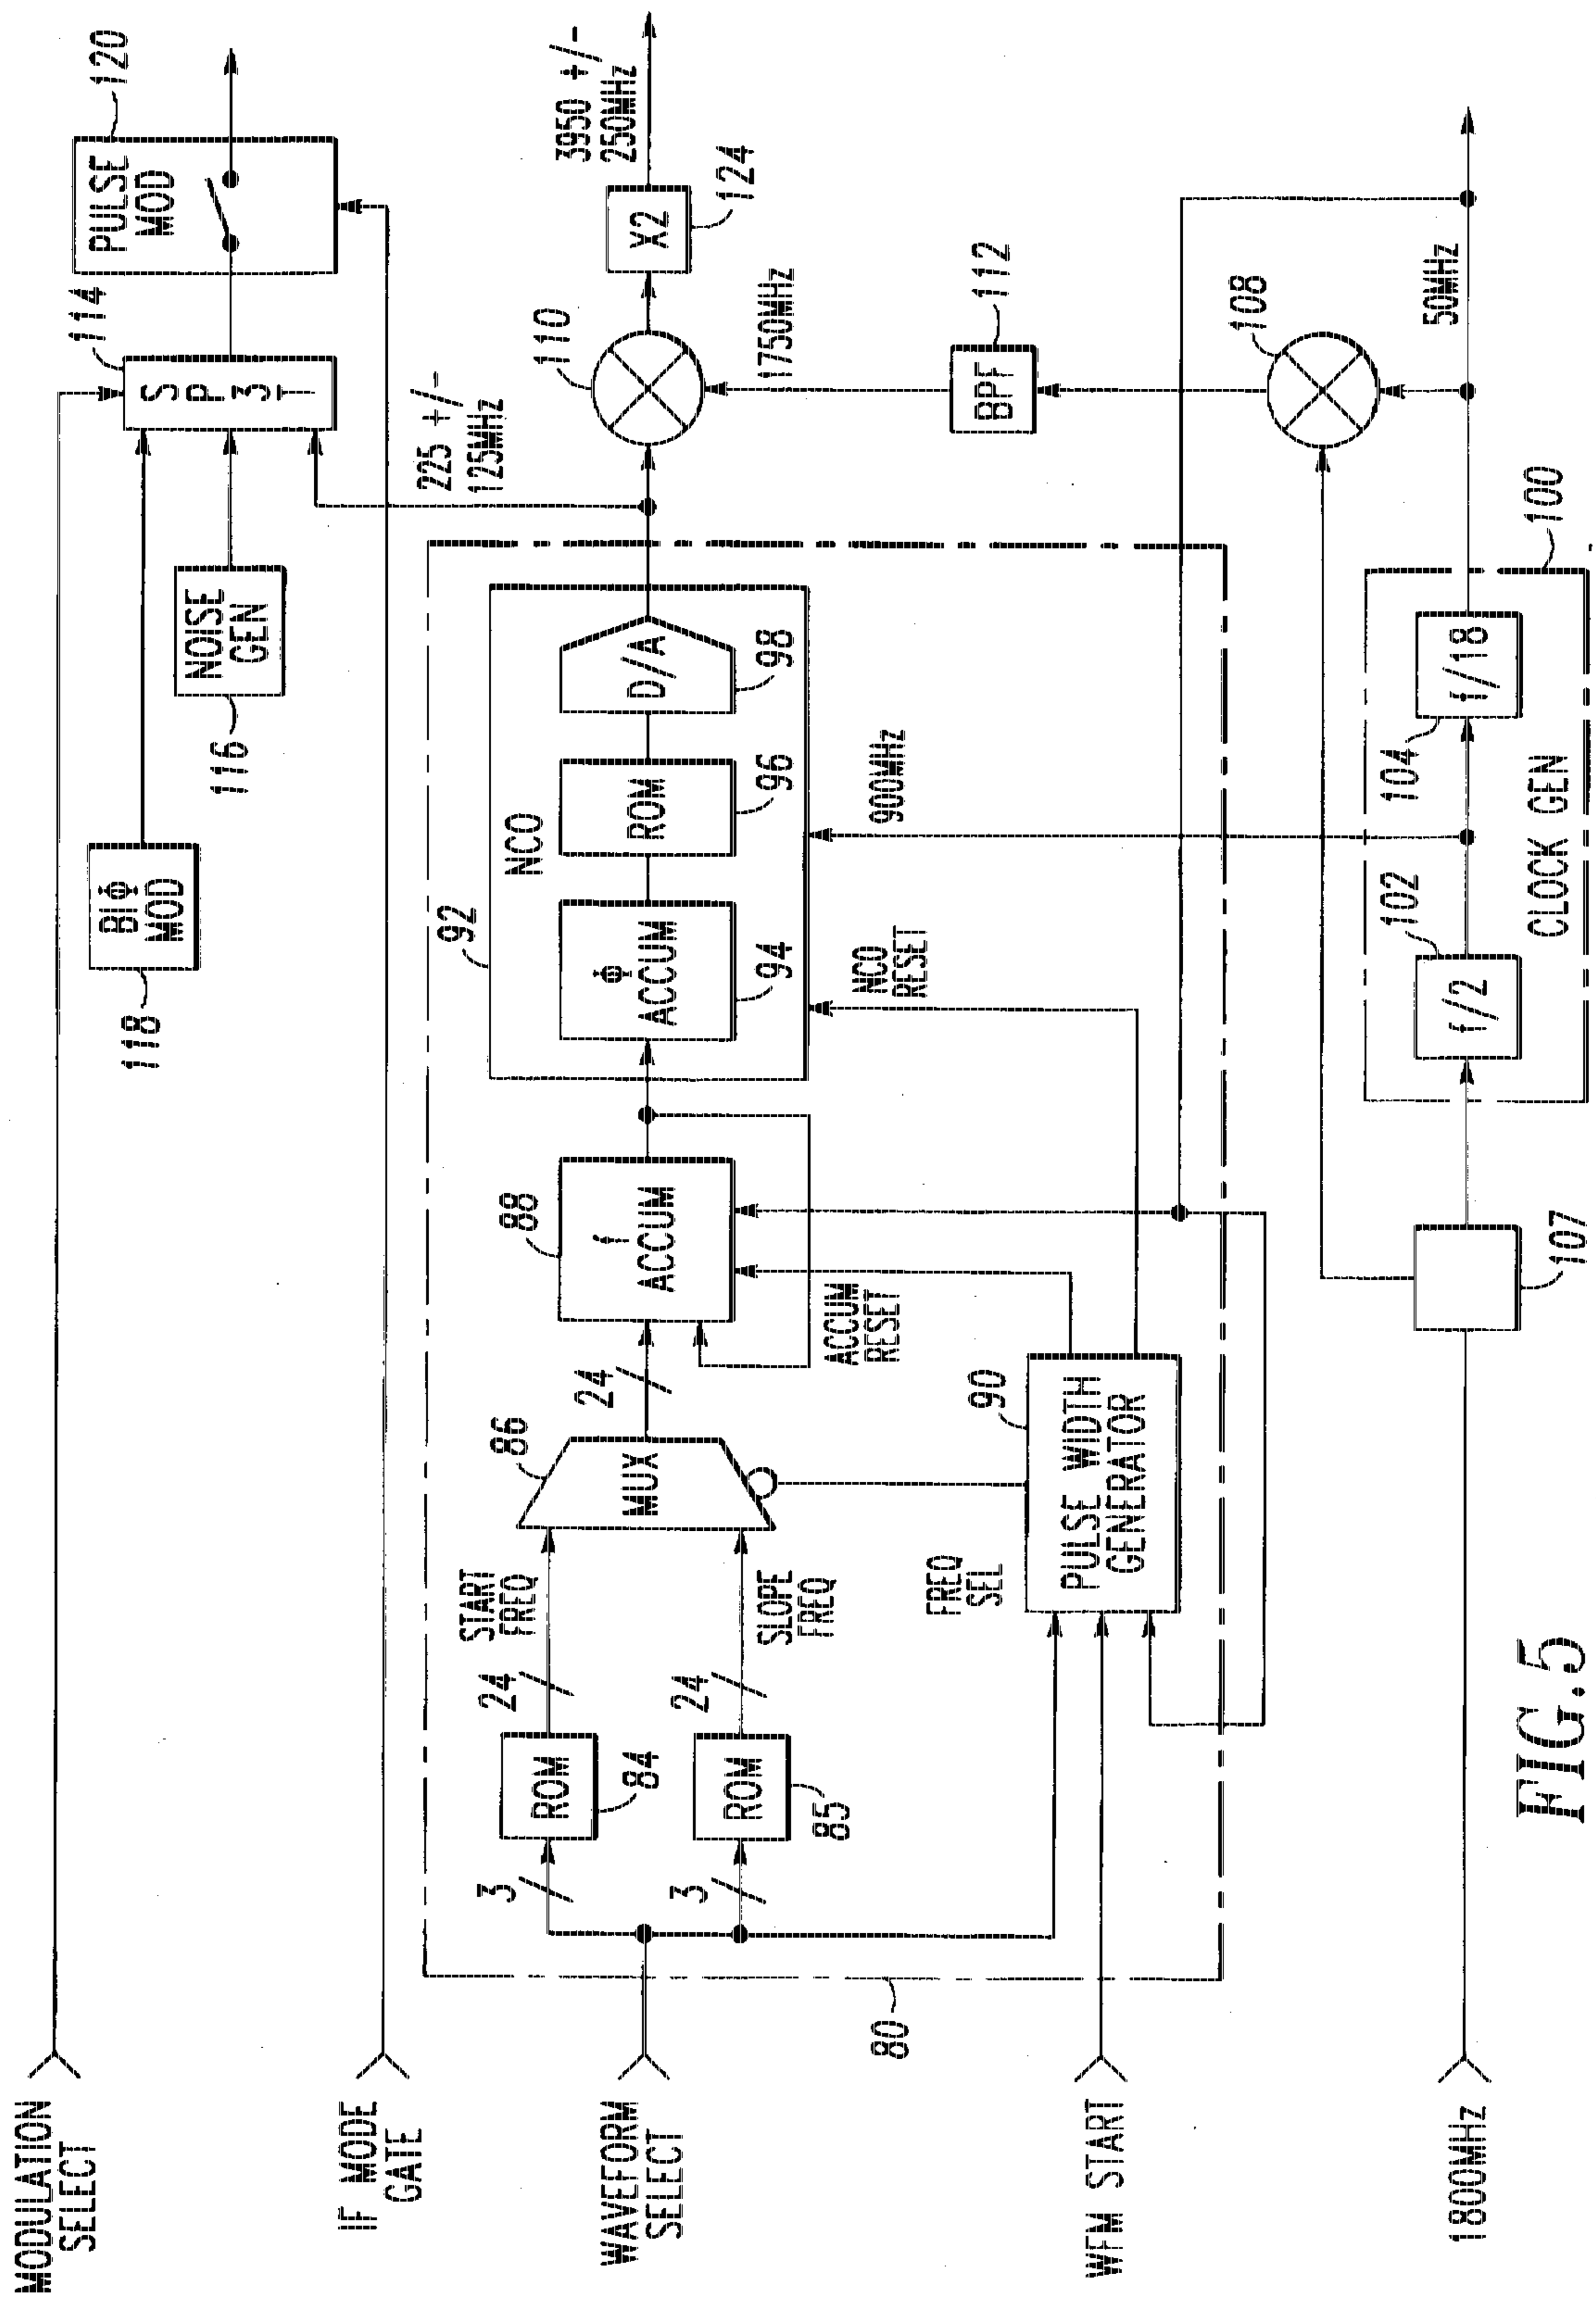 MODULATION
SELECT
IF MODE
GATE
WAVEFORM
SELECT
WFM START
1800MHz
118
BIΦ
MOD
116
NOISE
GEN
114
SP3T
120
PULSE
MOD
80
3
ROM
84
24
START
FREQ
3
ROM
85
24
SLOPE
FREQ
86
MUX
24
FREQ
SEL
90
PULSE WIDTH
GENERATOR
88
f
ACCUM
ACCUM
RESET
92
NCO
Φ
ACCUM
94
ROM
96
D/A
98
NCO
RESET
900MHz
225 +/-
125MHz
110
X2
124
3950 +/-
250MHz
1750MHz
BPF
112
108
50MHz
107
102
f/2
104
f/18
CLOCK GEN
100
FIG.5